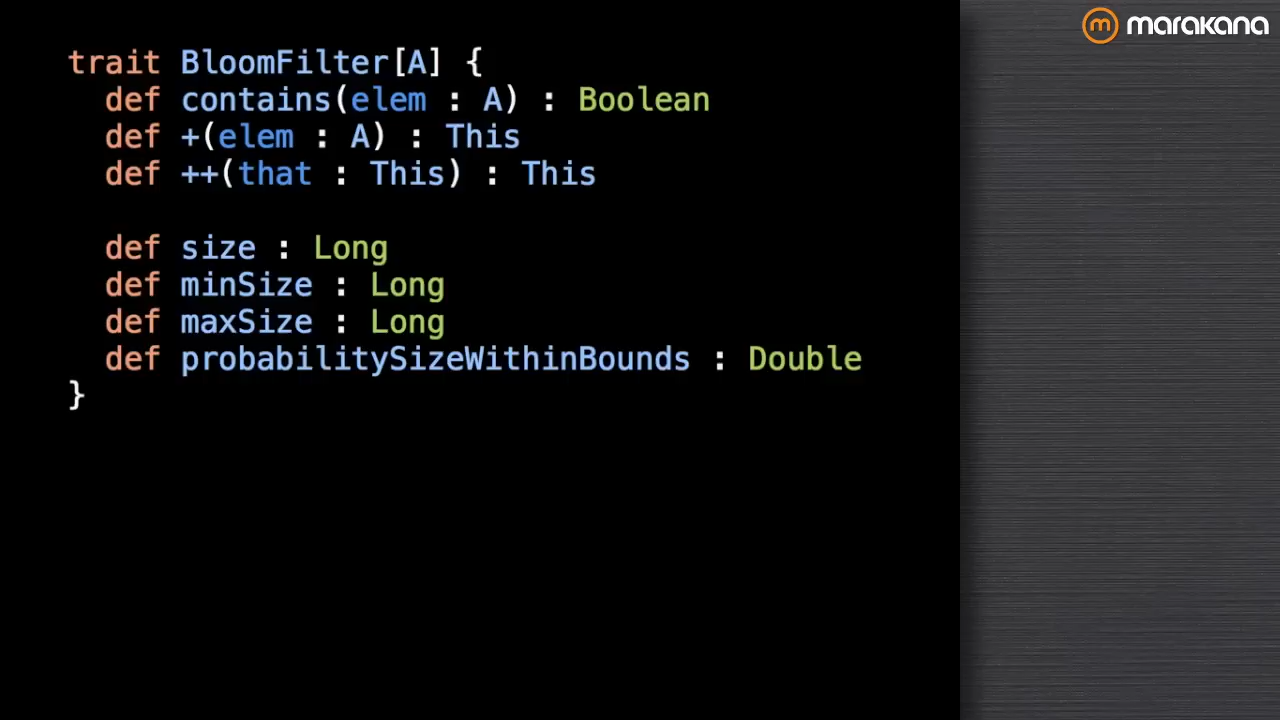 marakana
trait BloomFilter[A] {
  def contains(elem : A) : Boolean
  def +(elem : A) : This
  def ++(that : This) : This

  def size : Long
  def minSize : Long
  def maxSize : Long
  def probabilitySizeWithinBounds : Double
}